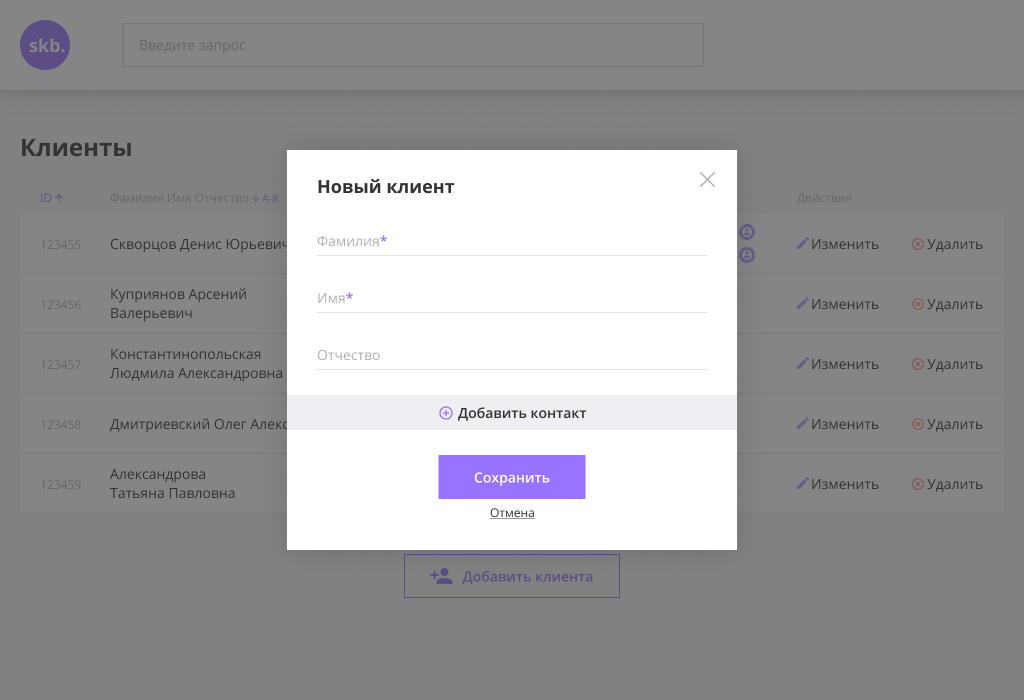 skb.
Введите запрос
Клиенты
ID
Фамилия Имя Отчество А-Я
Действия
123455 Скворцов Денис Юрьевич Изменить Удалить
123456 Куприянов Арсений
Валерьевич Изменить Удалить
123457 Константинопольская
Людмила Александровна Изменить Удалить
123458 Дмитриевский Олег Алекс Изменить Удалить
123459 Александрова
Татьяна Павловна Изменить Удалить
Добавить клиента
Новый клиент
Фамилия*
Имя*
Отчество
Добавить контакт
Сохранить
Отмена